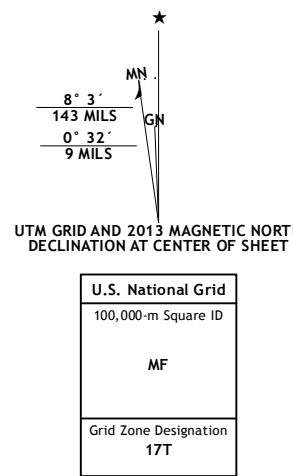 ★
MN
8° 3´
143 MILS
GN
0° 32´
9 MILS
UTM GRID AND 2013 MAGNETIC NORT
DECLINATION AT CENTER OF SHEET
U.S. National Grid
100,000-m Square ID
MF
Grid Zone Designation
17T